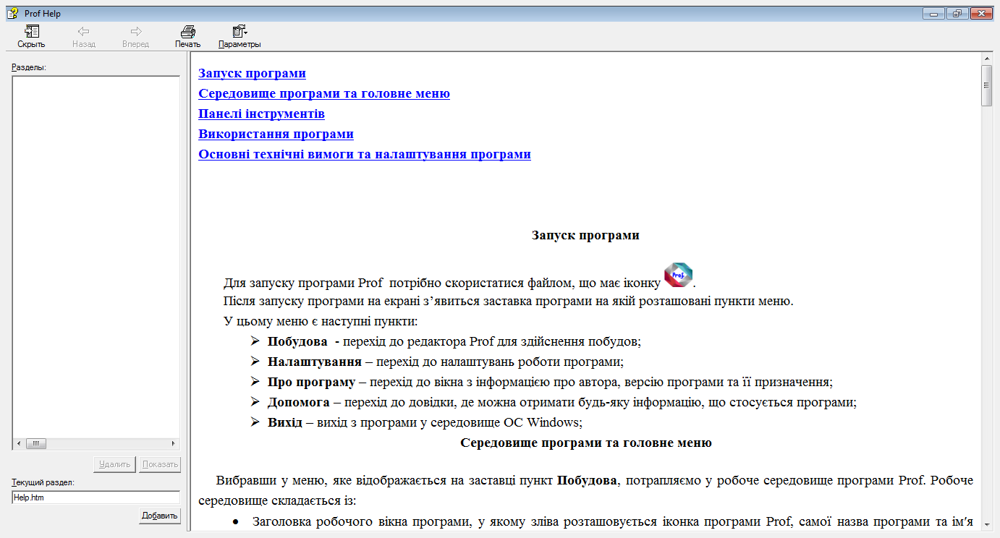 Prof Help
Скрыть Назад Вперед Печать Параметры
Разделы:
Удалить Показать
Текущий раздел:
Help.htm
Добавить
Запуск програми
Середовище програми та головне меню
Панелі інструментів
Використання програми
Основні технічні вимоги та налаштування програми
Запуск програми
Для запуску програми Prof потрібно скористатися файлом, що має іконку Prof.
Після запуску програми на екрані з’явиться заставка програми на якій розташовані пункти меню.
У цьому меню є наступні пункти:
➢ Побудова - перехід до редактора Prof для здійснення побудов;
➢ Налаштування – перехід до налаштувань роботи програми;
➢ Про програму – перехід до вікна з інформацією про автора, версію програми та її призначення;
➢ Допомога – перехід до довідки, де можна отримати будь-яку інформацію, що стосується програми;
➢ Вихід – вихід з програми у середовище ОС Windows;
Середовище програми та головне меню
Вибравши у меню, яке відображається на заставці пункт Побудова, потрапляємо у робоче середовище програми Prof. Робоче
середовище складається із:
• Заголовка робочого вікна програми, у якому зліва розташовується іконка програми Prof, самої назва програми та ім′я